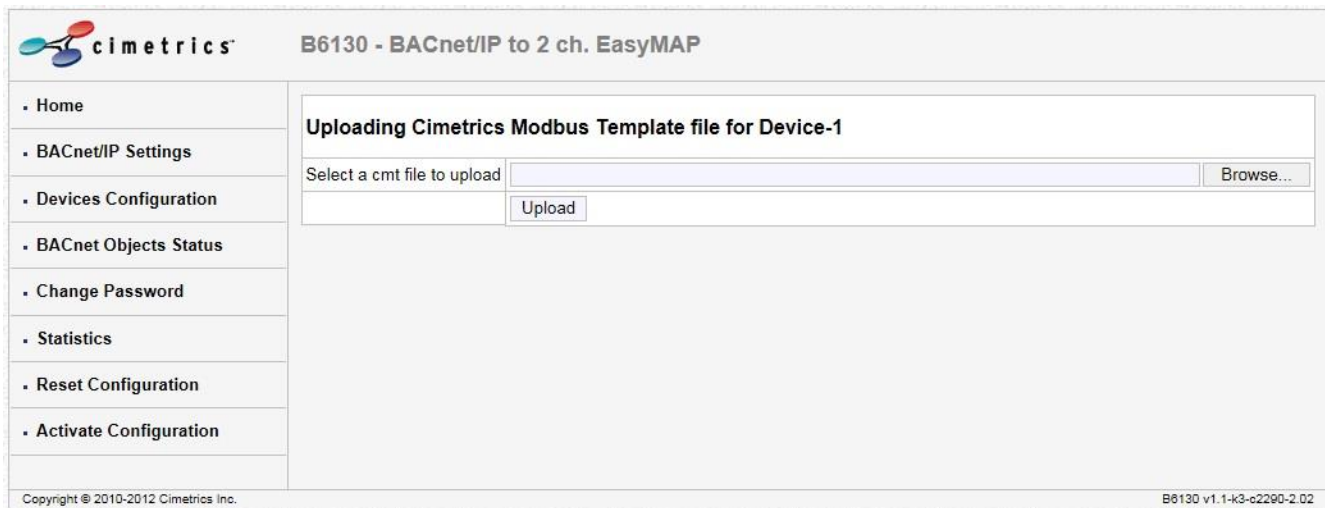 cimetrics™
B6130 - BACnet/IP to 2 ch. EasyMAP
Home
BACnet/IP Settings
Devices Configuration
BACnet Objects Status
Change Password
Statistics
Reset Configuration
Activate Configuration
Uploading Cimetrics Modbus Template file for Device-1
Select a cmt file to upload
Browse...
Upload
Copyright © 2010-2012 Cimetrics Inc.
B6130 v1.1-k3-c2290-2.02